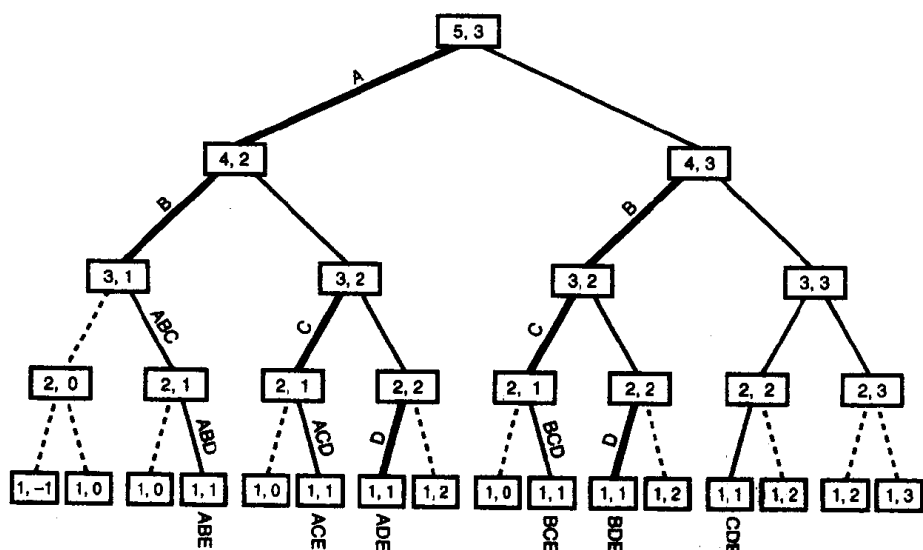 5, 3
A
4, 2
4, 3
B
B
3, 1
3, 2
3, 2
3, 3
ABC
C
C
2, 0
2, 1
2, 1
2, 2
2, 1
2, 2
2, 2
2, 3
ABD
ACD
D
BCD
D
1, -1
1, 0
1, 0
1, 1
1, 0
1, 1
1, 1
1, 2
1, 0
1, 1
1, 1
1, 2
1, 1
1, 2
1, 2
1, 3
ABE
ACE
ADE
BCE
BDE
CDE